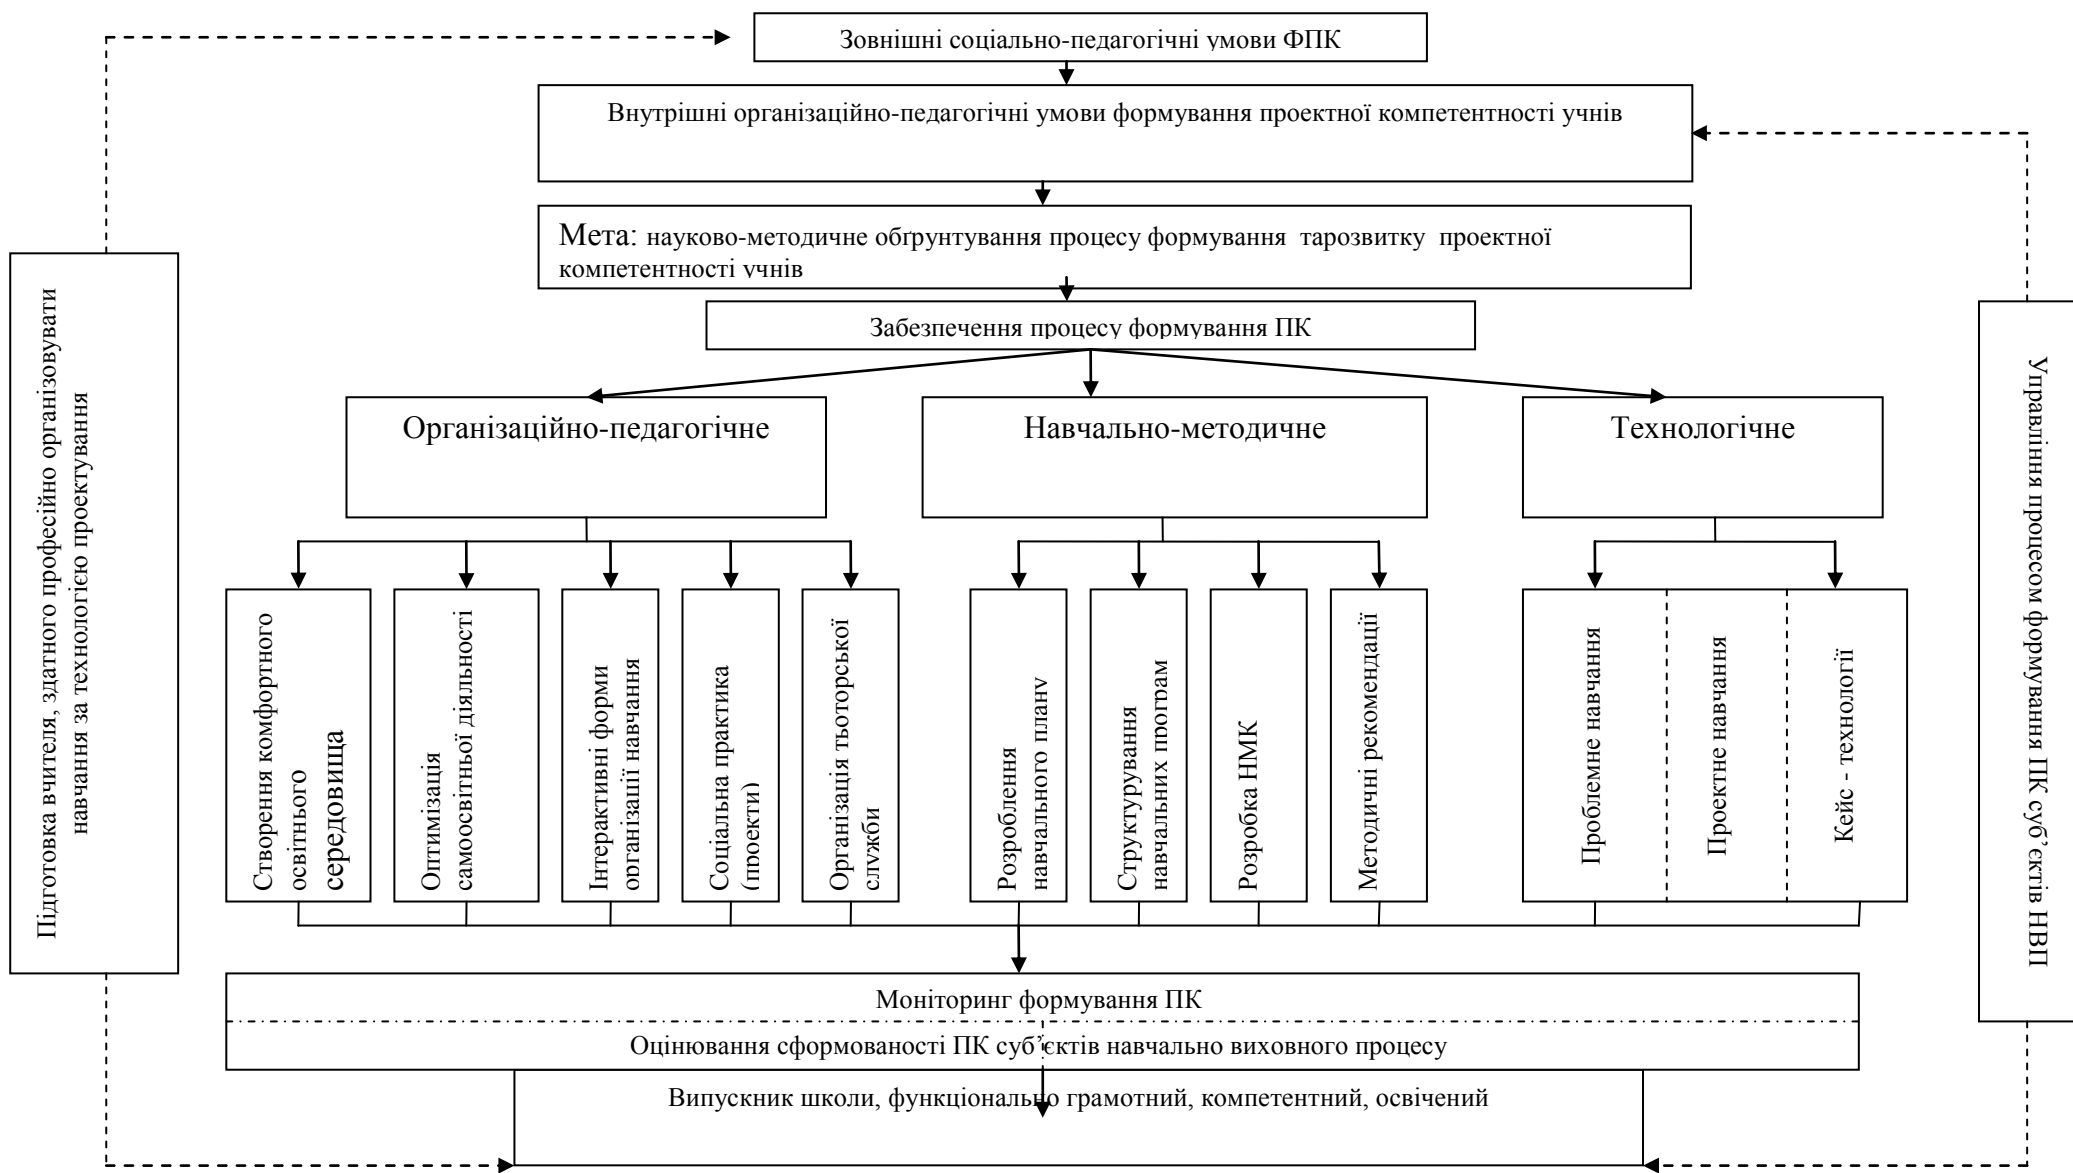 Зовнішні соціально-педагогічні умови ФПК
Внутрішні організаційно-педагогічні умови формування проектної компетентності учнів
Мета: науково-методичне обґрунтування процесу формування тарозвитку проектної
компетентності учнів
Забезпечення процесу формування ПК
Підготовка вчителя, здатного професійно організовувати
навчання за технологією проектування
Управління процесом формування ПК суб’єктів НВП
Організаційно-педагогічне
Навчально-методичне
Технологічне
Створення комфортного
освітнього
середовища
Оптимізація
самоосвітньої діяльності
Інтерактивні форми
організації навчання
Соціальна практика
(проекти)
Організація тьоторської
служби
Розроблення
навчального плану
Структурування
навчальних програм
Розробка НМК
Методичні рекомендації
Проблемне навчання
Проектне навчання
Кейс - технології
Моніторинг формування ПК
Оцінювання сформованості ПК суб’єктів навчально виховного процесу
Випускник школи, функціонально грамотний, компетентний, освічений